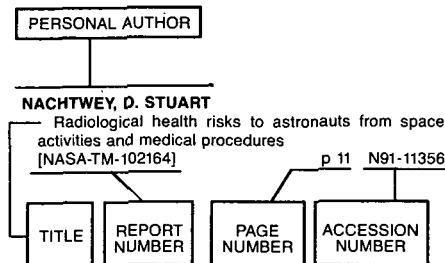 PERSONAL AUTHOR
NACHTWEY, D. STUART
Radiological health risks to astronauts from space
activities and medical procedures
[NASA-TM-102164] p 11 N91-11356
TITLE
REPORT
NUMBER
PAGE
NUMBER
ACCESSION
NUMBER